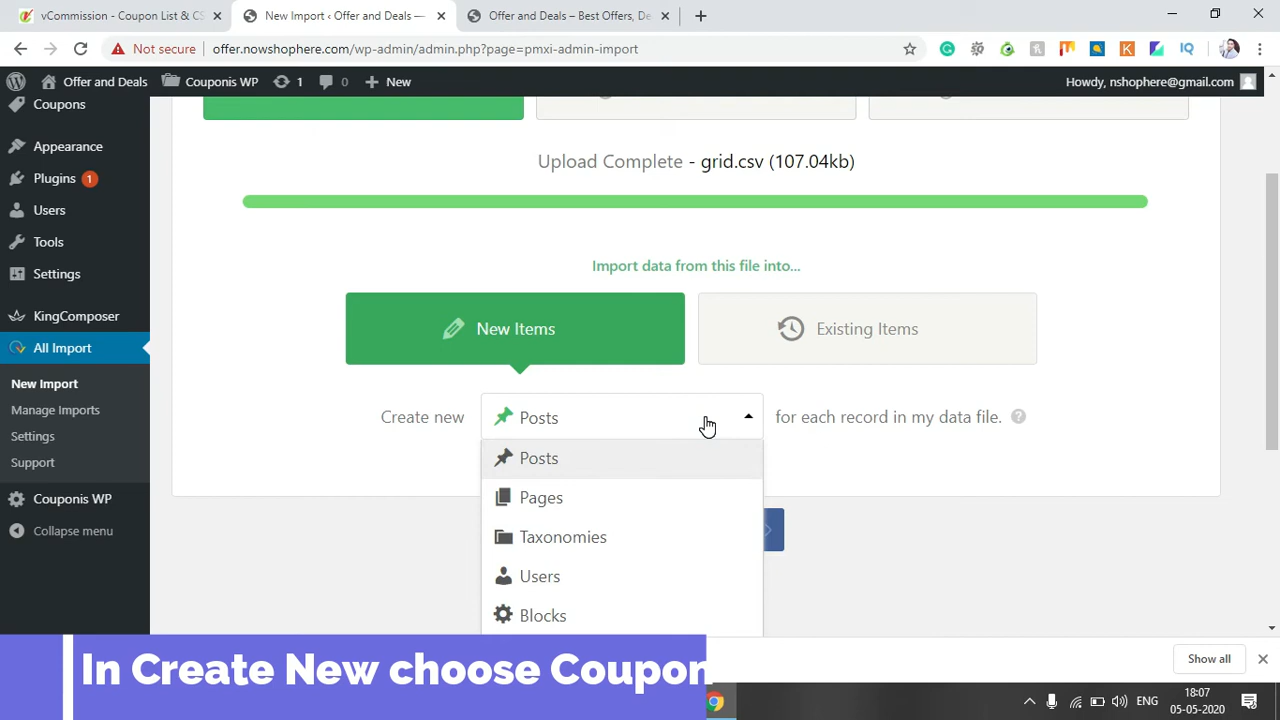 vCommission - Coupon List & CS
New Import ‹ Offer and Deals —
Offer and Deals – Best Offers, De
Not secure
offer.nowshophere.com/wp-admin/admin.php?page=pmxi-admin-import
Offer and Deals
Couponis WP
1
0
New
Howdy, nshophere@gmail.com
Coupons
Appearance
Plugins 1
Users
Tools
Settings
KingComposer
All Import
New Import
Manage Imports
Settings
Support
Couponis WP
Collapse menu
Upload Complete - grid.csv (107.04kb)
Import data from this file into...
New Items
Existing Items
Create new
Posts
for each record in my data file.
Posts
Pages
Taxonomies
Users
Blocks
In Create New choose Coupon
Show all
ENG
18:07
05-05-2020